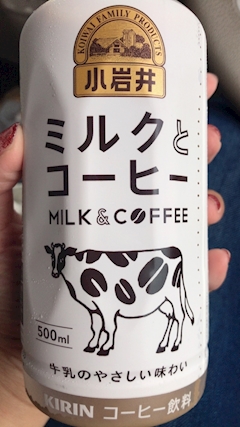 KOIWAI FAMILY PRODUCTS
小岩井
ミルクと
コーヒー
MILK & COFFEE
500ml
牛乳のやさしい味わい
KIRIN コーヒー飲料